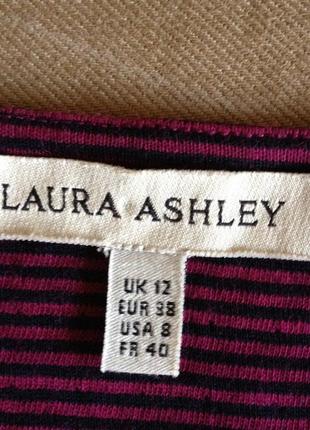 LAURA ASHLEY
UK 12
EUR 38
USA 8
FR 40